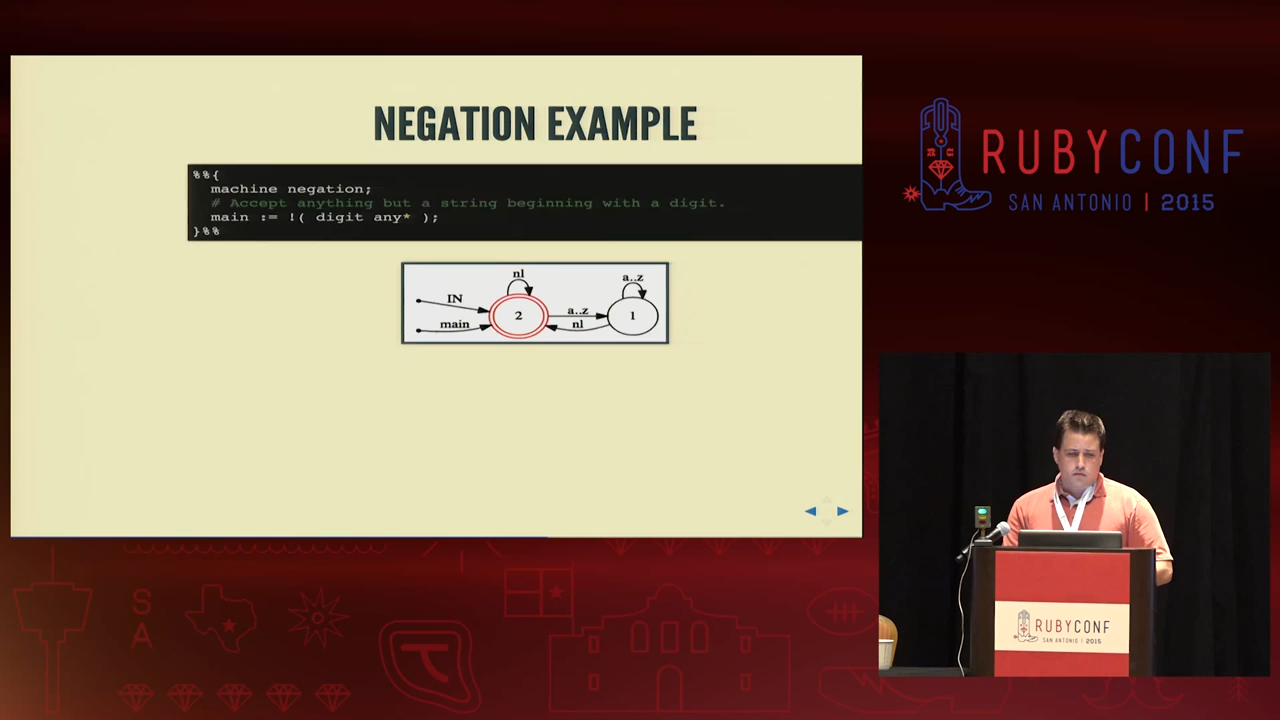 NEGATION EXAMPLE
%%{
machine negation;
# Accept anything but a string beginning with a digit.
main := !( digit any* );
}%%
nl
a..z
IN
2
a..z
1
main
nl
RUBYCONF
SAN ANTONIO | 2015
S
A
RUBYCONF
SAN ANTONIO | 2015